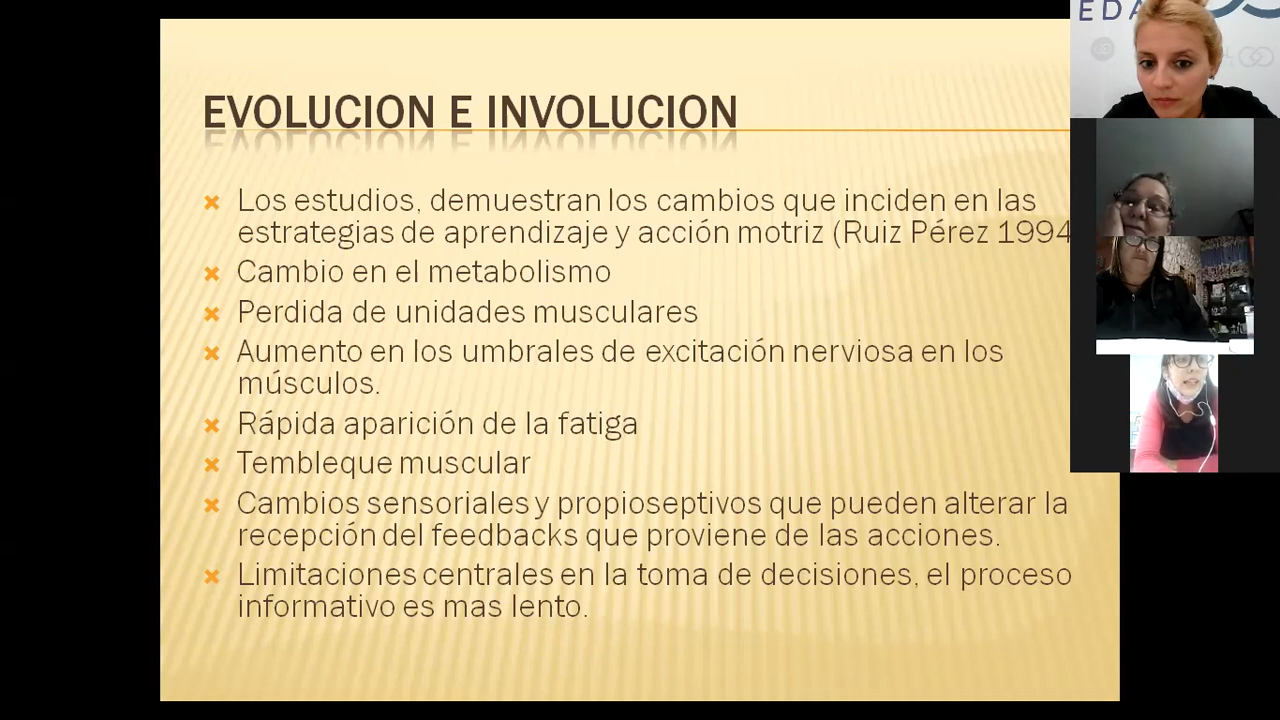 EDA
EVOLUCION E INVOLUCION
Los estudios, demuestran los cambios que inciden en las
estrategias de aprendizaje y acción motriz (Ruiz Pérez 1994
Cambio en el metabolismo
Perdida de unidades musculares
Aumento en los umbrales de excitación nerviosa en los
músculos.
Rápida aparición de la fatiga
Tembleque muscular
Cambios sensoriales y propioseptivos que pueden alterar la
recepción del feedbacks que proviene de las acciones.
Limitaciones centrales en la toma de decisiones, el proceso
informativo es mas lento.